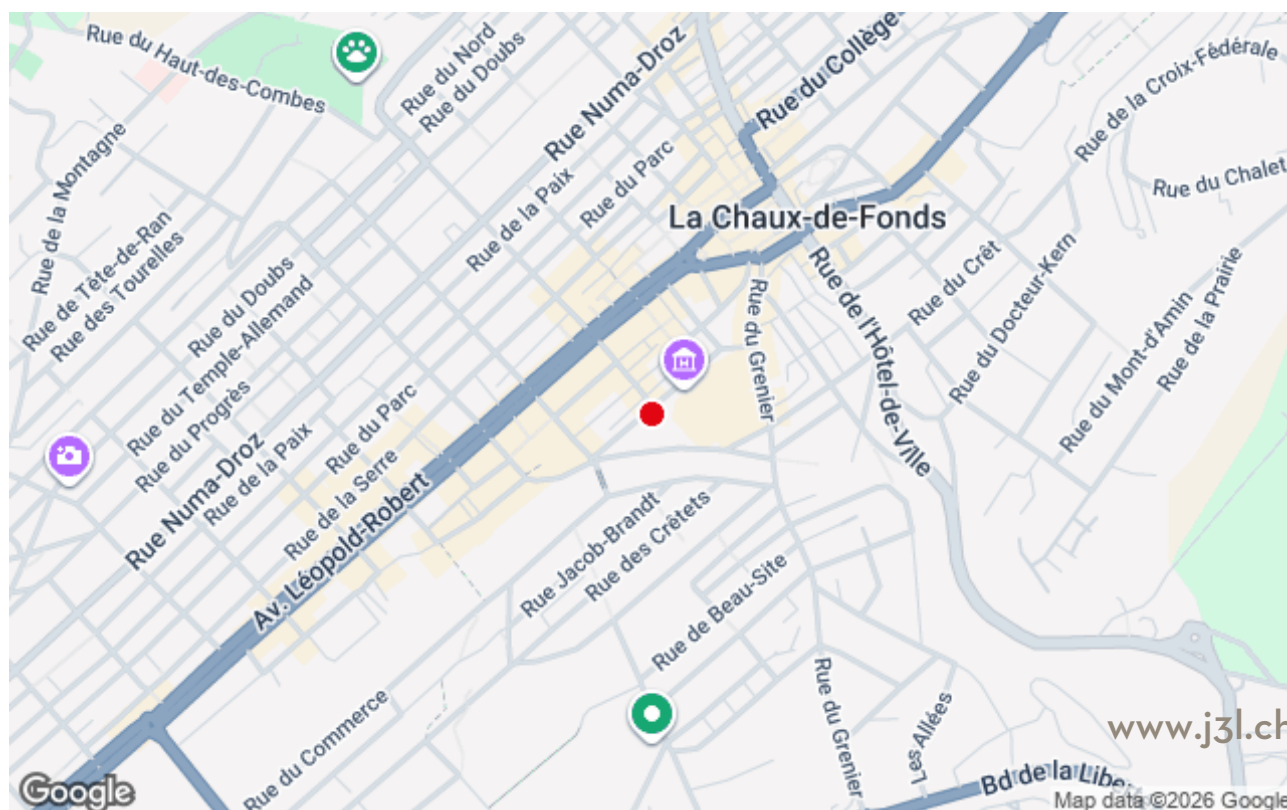 Rue du Haut-des-Combes
Rue du Nord
Rue du Doubs
Rue Numa-Droz
Rue du Collège
Rue de la Croix-Fédérale
Rue du Chalet
Rue de la Montagne
Rue du Parc
Rue de la Paix
La Chaux-de-Fonds
Rue de Tête-de-Ran
Rue des Tourelles
Rue du Doubs
Rue du Temple-Allemand
Rue du Progrès
Rue du Grenier
Rue de l'Hôtel-de-Ville
Rue du Crêt
Rue du Docteur-Kern
Rue du Mont-d'Amin
Rue de la Prairie
H
Rue Numa-Droz
Rue de la Paix
Rue du Parc
Rue de la Serre
Av. Léopold-Robert
Rue Jacob-Brandt
Rue des Crêtets
Rue de Beau-Site
Rue du Commerce
Rue du Grenier
Les Allées
www.j3l.ch
Bd de la Liber
Google
Map data ©2026 Google